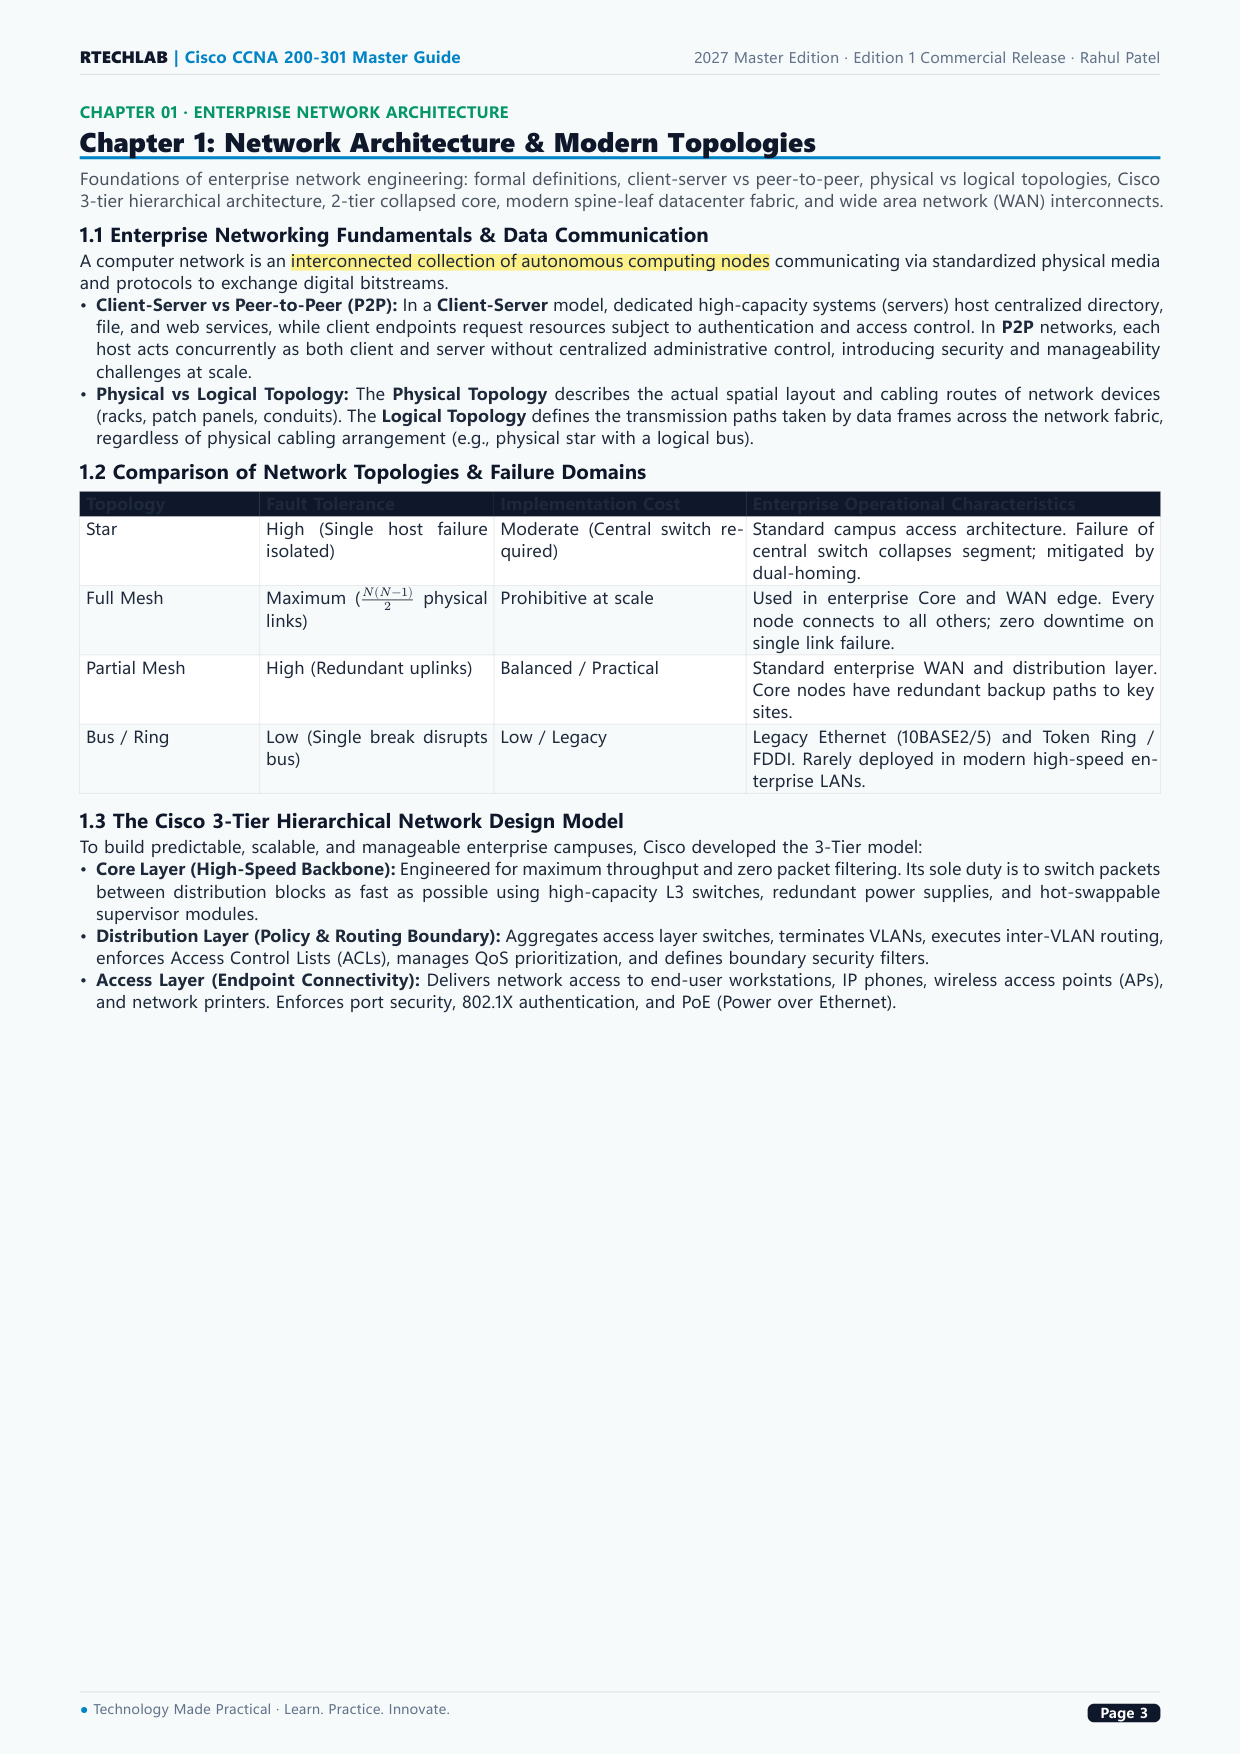 RTECHLAB | Cisco CCNA 200-301 Master Guide
2027 Master Edition · Edition 1 Commercial Release · Rahul Patel
CHAPTER 01 · ENTERPRISE NETWORK ARCHITECTURE
Chapter 1: Network Architecture & Modern Topologies
Foundations of enterprise network engineering: formal definitions, client-server vs peer-to-peer, physical vs logical topologies, Cisco
3-tier hierarchical architecture, 2-tier collapsed core, modern spine-leaf datacenter fabric, and wide area network (WAN) interconnects.
1.1 Enterprise Networking Fundamentals & Data Communication
A computer network is an interconnected collection of autonomous computing nodes communicating via standardized physical media
and protocols to exchange digital bitstreams.
• Client-Server vs Peer-to-Peer (P2P): In a Client-Server model, dedicated high-capacity systems (servers) host centralized directory,
file, and web services, while client endpoints request resources subject to authentication and access control. In P2P networks, each
host acts concurrently as both client and server without centralized administrative control, introducing security and manageability
challenges at scale.
• Physical vs Logical Topology: The Physical Topology describes the actual spatial layout and cabling routes of network devices
(racks, patch panels, conduits). The Logical Topology defines the transmission paths taken by data frames across the network fabric,
regardless of physical cabling arrangement (e.g., physical star with a logical bus).
1.2 Comparison of Network Topologies & Failure Domains
Topology Fault Tolerance Implementation Cost Enterprise Operational Characteristics
Star
High (Single host failure
isolated)
Moderate (Central switch re-
quired)
Standard campus access architecture. Failure of
central switch collapses segment; mitigated by
dual-homing.
Full Mesh
Maximum (N(N−1)/2 physical
links)
Prohibitive at scale
Used in enterprise Core and WAN edge. Every
node connects to all others; zero downtime on
single link failure.
Partial Mesh
High (Redundant uplinks)
Balanced / Practical
Standard enterprise WAN and distribution layer.
Core nodes have redundant backup paths to key
sites.
Bus / Ring
Low (Single break disrupts
bus)
Low / Legacy
Legacy Ethernet (10BASE2/5) and Token Ring /
FDDI. Rarely deployed in modern high-speed en-
terprise LANs.
1.3 The Cisco 3-Tier Hierarchical Network Design Model
To build predictable, scalable, and manageable enterprise campuses, Cisco developed the 3-Tier model:
• Core Layer (High-Speed Backbone): Engineered for maximum throughput and zero packet filtering. Its sole duty is to switch packets
between distribution blocks as fast as possible using high-capacity L3 switches, redundant power supplies, and hot-swappable
supervisor modules.
• Distribution Layer (Policy & Routing Boundary): Aggregates access layer switches, terminates VLANs, executes inter-VLAN routing,
enforces Access Control Lists (ACLs), manages QoS prioritization, and defines boundary security filters.
• Access Layer (Endpoint Connectivity): Delivers network access to end-user workstations, IP phones, wireless access points (APs),
and network printers. Enforces port security, 802.1X authentication, and PoE (Power over Ethernet).
• Technology Made Practical · Learn. Practice. Innovate.
Page 3